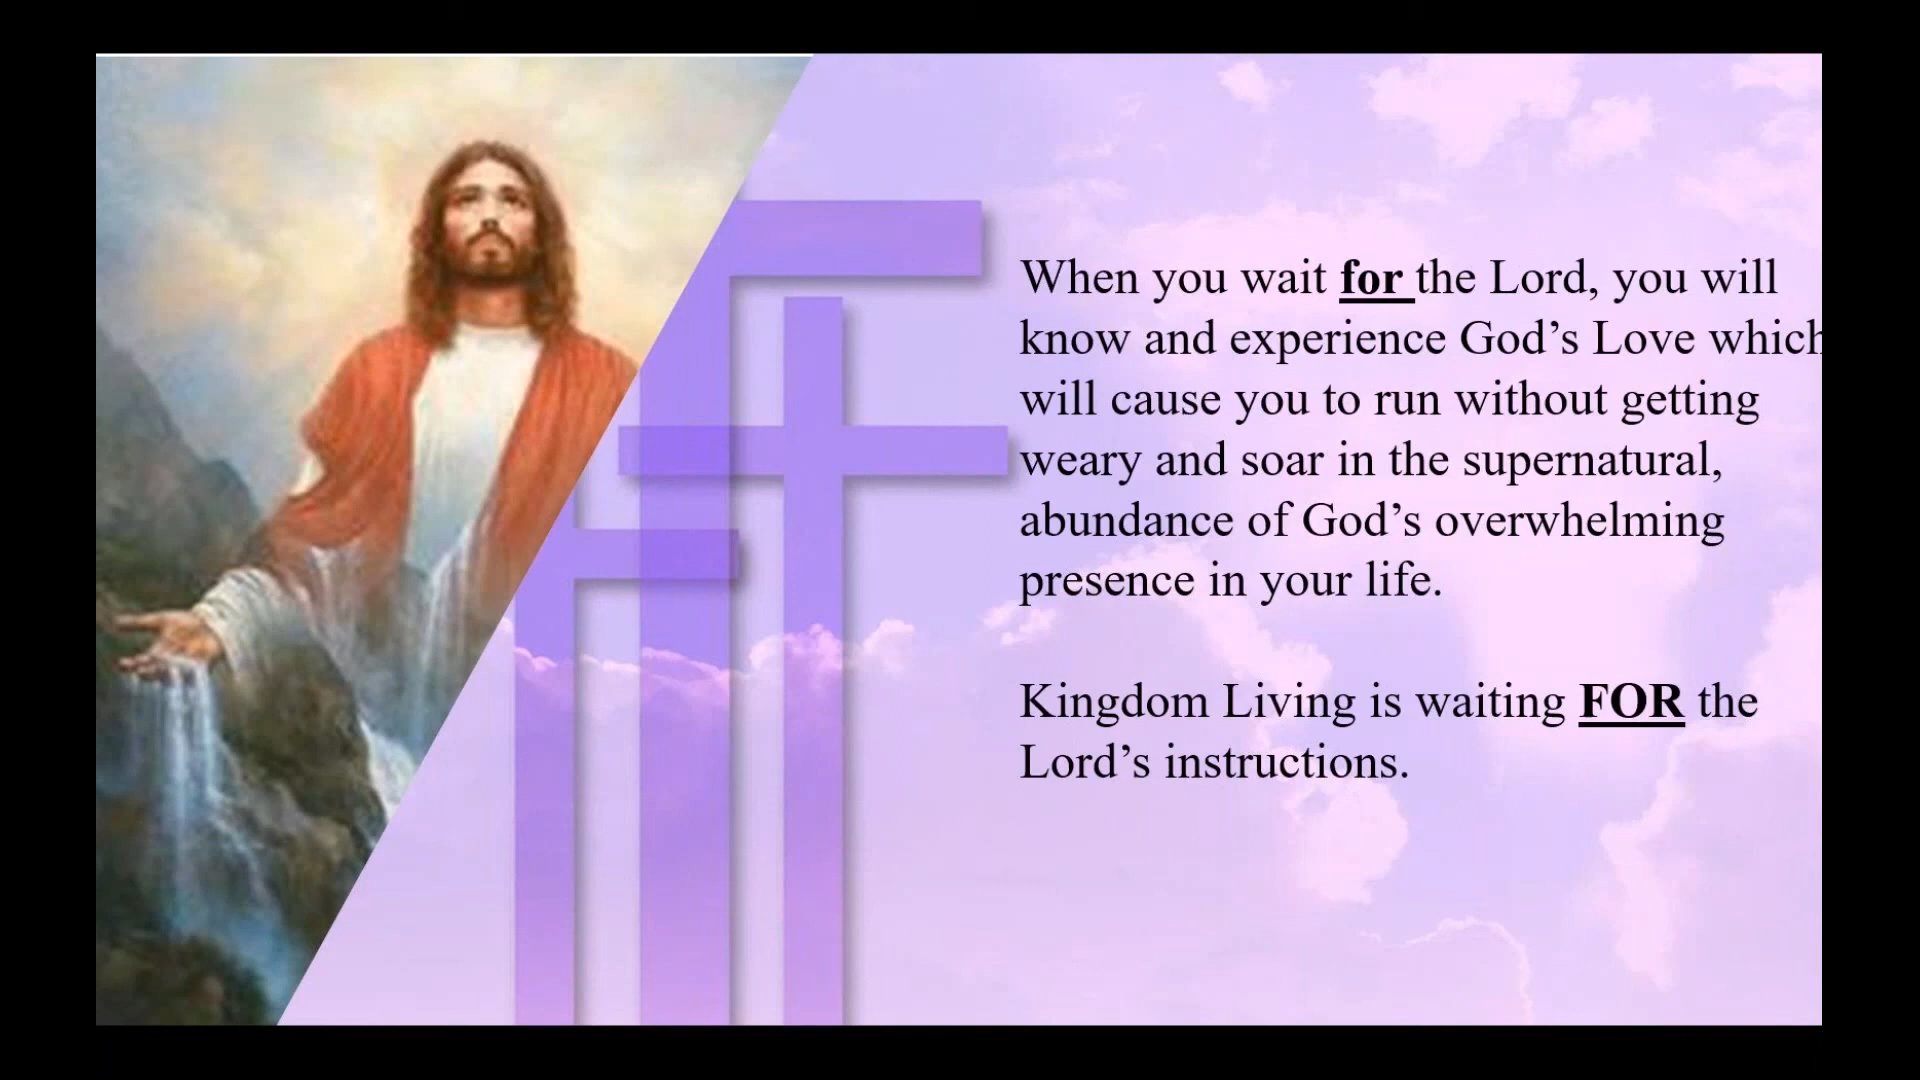 When you wait for the Lord, you will
know and experience God’s Love which
will cause you to run without getting
weary and soar in the supernatural,
abundance of God’s overwhelming
presence in your life.
Kingdom Living is waiting FOR the
Lord’s instructions.